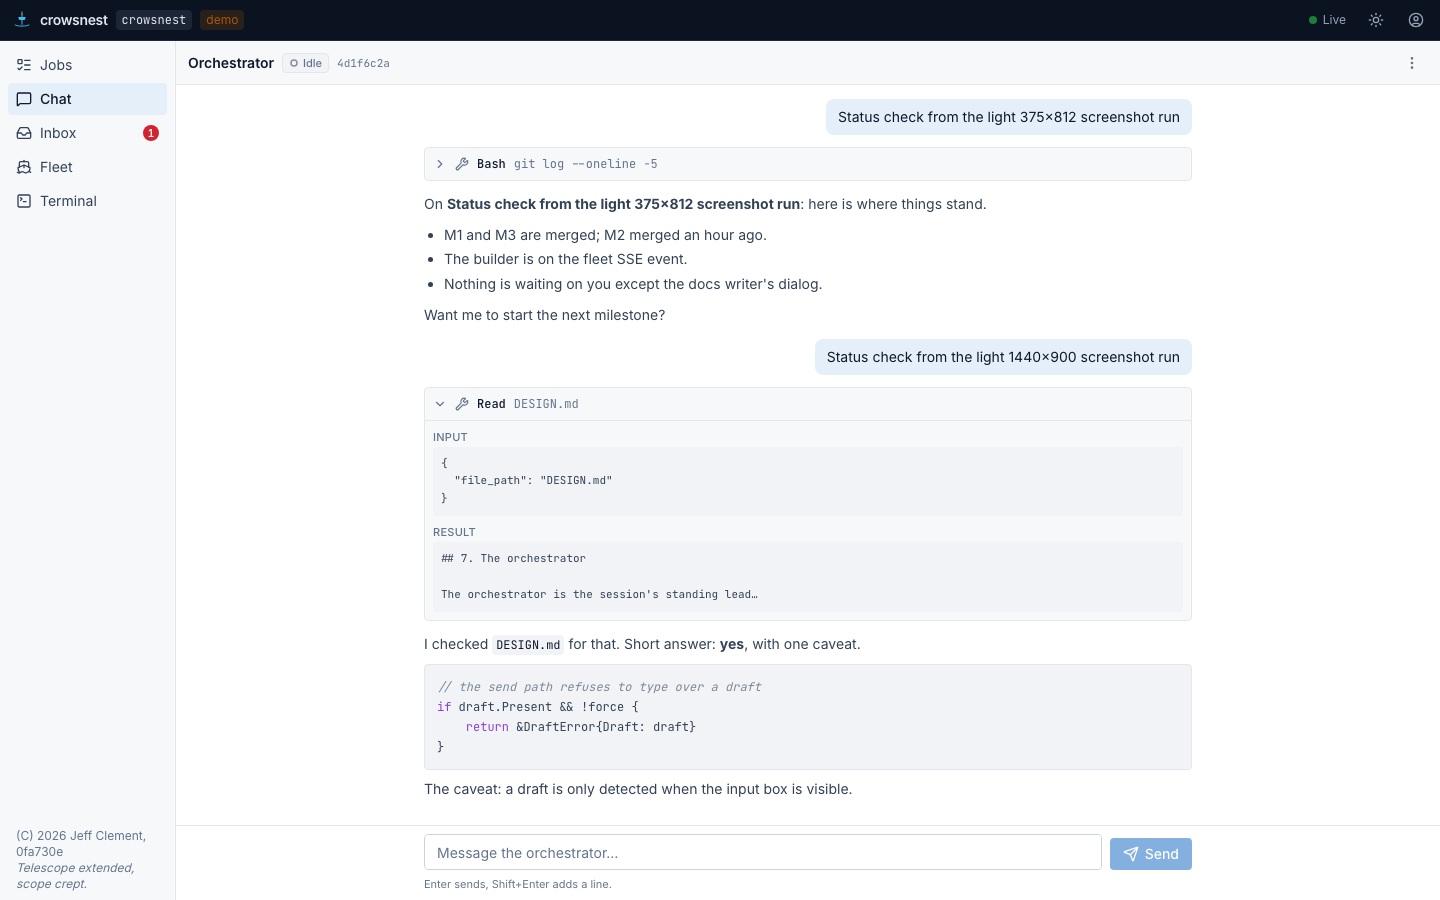 crowsnest crowsnest demo Live
Jobs
Chat
Inbox 1
Fleet
Terminal
(C) 2026 Jeff Clement,
0fa730e
Telescope extended,
scope crept.
Orchestrator Idle 4d1f6c2a
Status check from the light 375×812 screenshot run
Bash git log --oneline -5
On Status check from the light 375×812 screenshot run: here is where things stand.
• M1 and M3 are merged; M2 merged an hour ago.
• The builder is on the fleet SSE event.
• Nothing is waiting on you except the docs writer's dialog.
Want me to start the next milestone?
Status check from the light 1440×900 screenshot run
Read DESIGN.md
INPUT
{
  "file_path": "DESIGN.md"
}
RESULT
## 7. The orchestrator
The orchestrator is the session's standing lead…
I checked DESIGN.md for that. Short answer: yes, with one caveat.
// the send path refuses to type over a draft
if draft.Present && !force {
    return &DraftError{Draft: draft}
}
The caveat: a draft is only detected when the input box is visible.
Message the orchestrator...
Send
Enter sends, Shift+Enter adds a line.